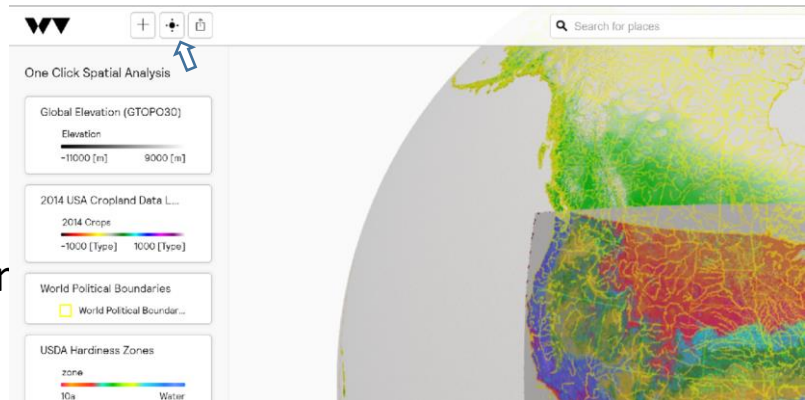 Search for places
One Click Spatial Analysis
Global Elevation (GTOPO30)
Elevation
-11000 [m] 9000 [m]
2014 USA Cropland Data L...
2014 Crops
-1000 [Type] 1000 [Type]
World Political Boundaries
World Political Boundar...
USDA Hardiness Zones
zone
10a Water